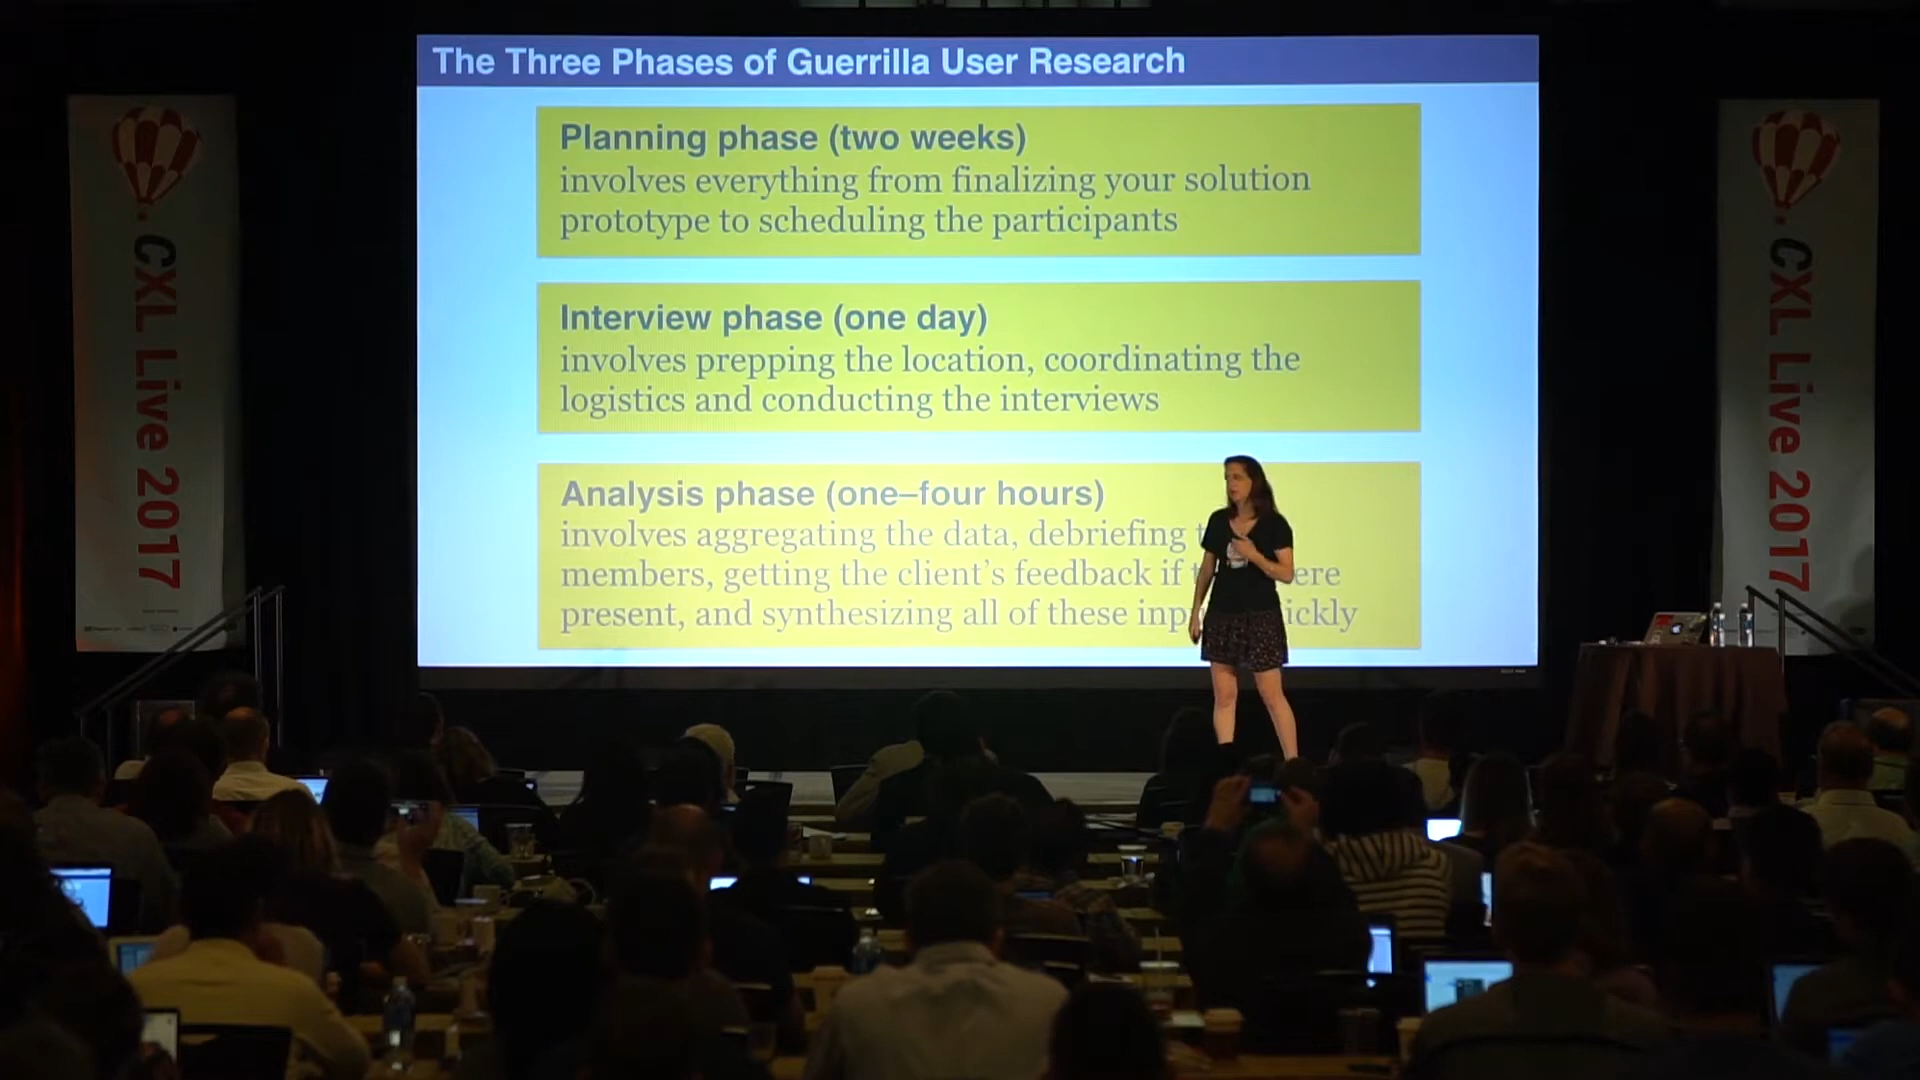 The Three Phases of Guerrilla User Research
Planning phase (two weeks)
involves everything from finalizing your solution
prototype to scheduling the participants
Interview phase (one day)
involves prepping the location, coordinating the
logistics and conducting the interviews
Analysis phase (one–four hours)
involves aggregating the data, debriefing
members, getting the client's feedback if
present, and synthesizing all of these
CXL Live 2017
CXL Live 2017